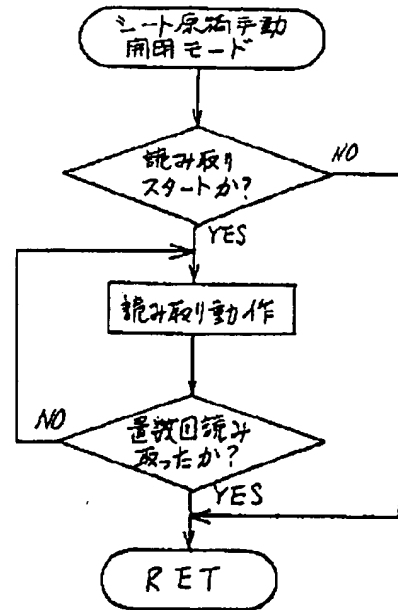 シート原稿手動
開閉モード
読み取り
スタートか?
NO
YES
読み取り動作
NO
置数回読み
取ったか?
YES
RET